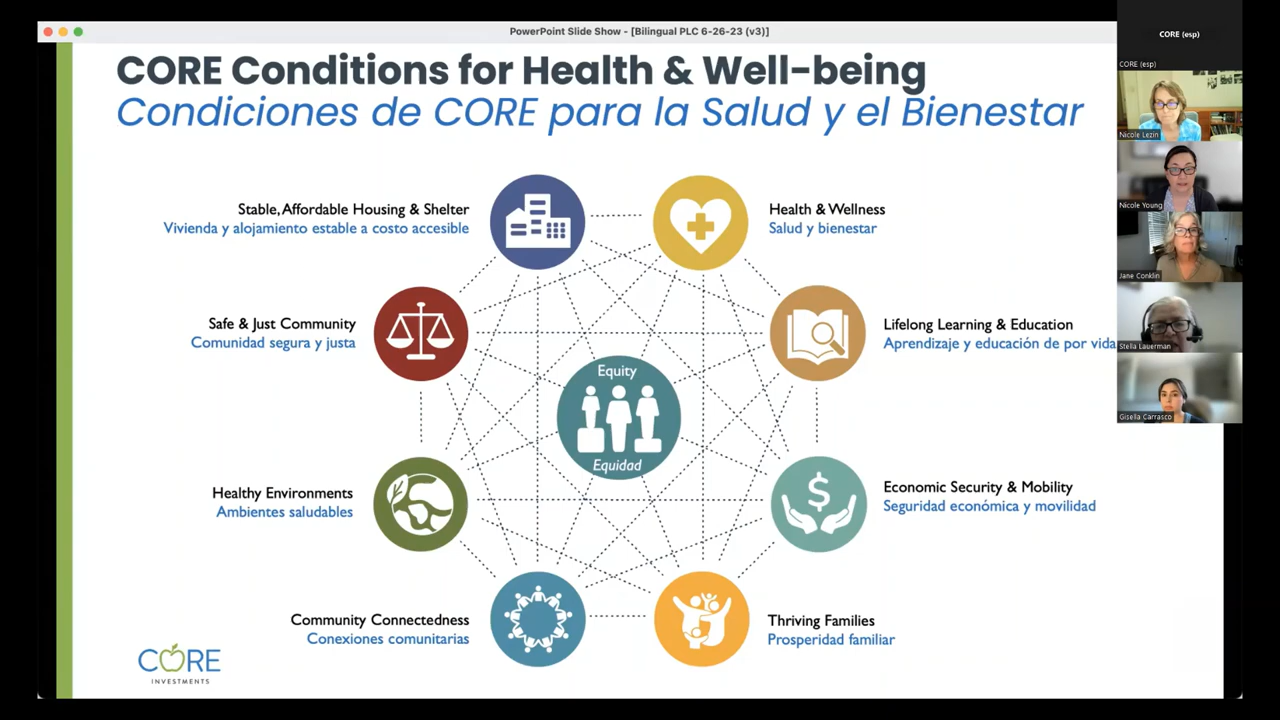 PowerPoint Slide Show - [Bilingual PLC 6-26-23 (v3)]
CORE Conditions for Health & Well-being
Condiciones de CORE para la Salud y el Bienestar
Stable, Affordable Housing & Shelter
Vivienda y alojamiento estable a costo accesible
Health & Wellness
Salud y bienestar
Safe & Just Community
Comunidad segura y justa
Lifelong Learning & Education
Aprendizaje y educación de por vida
Equity
Equidad
Healthy Environments
Ambientes saludables
Economic Security & Mobility
Seguridad económica y movilidad
Community Connectedness
Conexiones comunitarias
Thriving Families
Prosperidad familiar
CORE
INVESTMENTS
CORE (esp)
CORE (esp)
Nicole Lezin
Nicole Young
Jane Conklin
Stella Lauerman
Gisella Carrasco